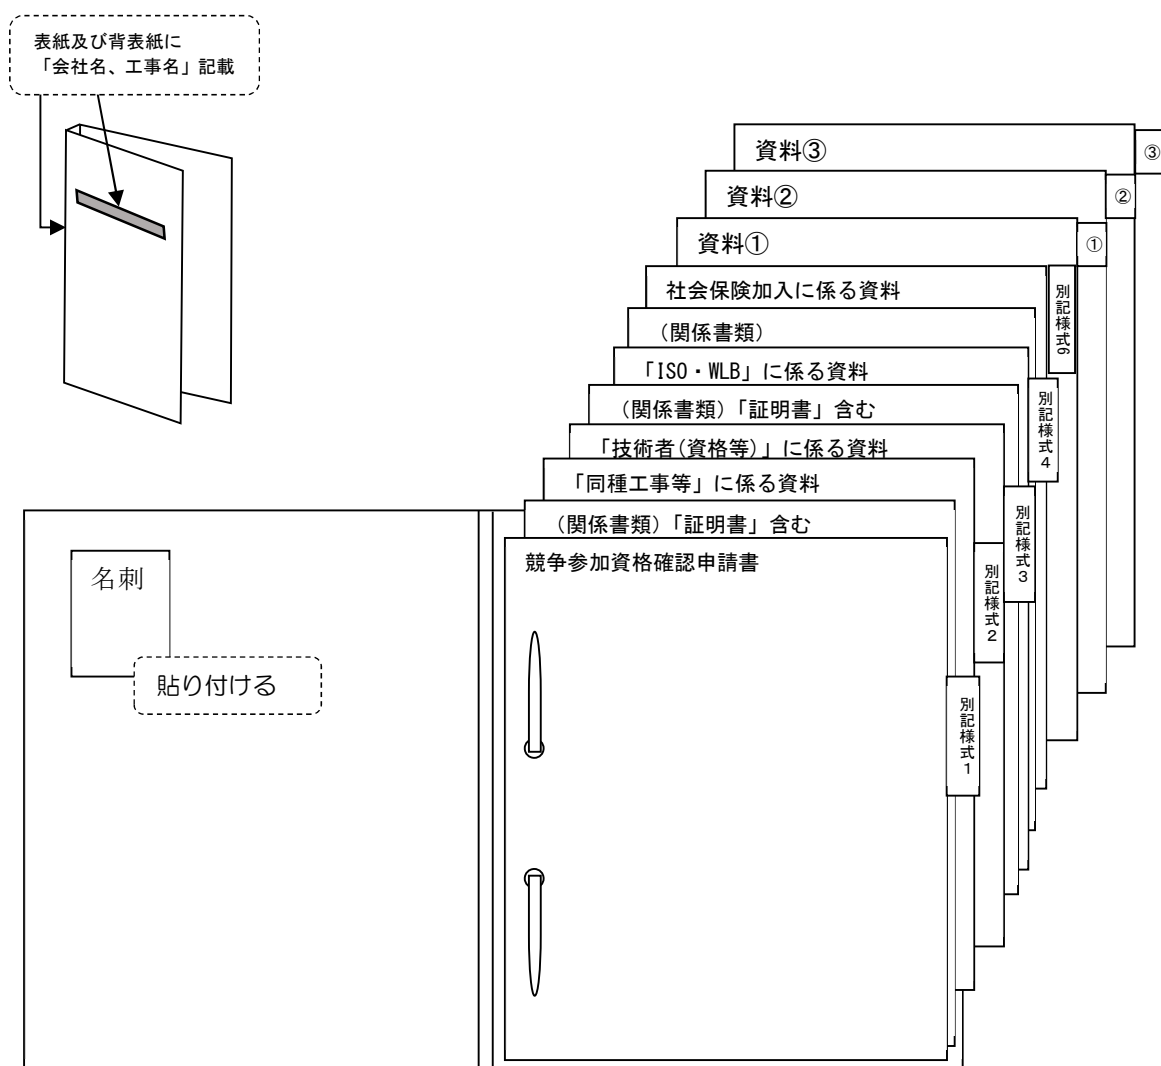 表紙及び背表紙に
「会社名、工事名」記載
資料③
③
資料②
②
資料①
①
社会保険加入に係る資料
別記様式6
(関係書類)
「ISO・WLB」に係る資料
別記様式4
(関係書類)「証明書」含む
「技術者(資格等)」に係る資料
別記様式3
「同種工事等」に係る資料
別記様式2
(関係書類)「証明書」含む
競争参加資格確認申請書
別記様式1
名刺
貼り付ける